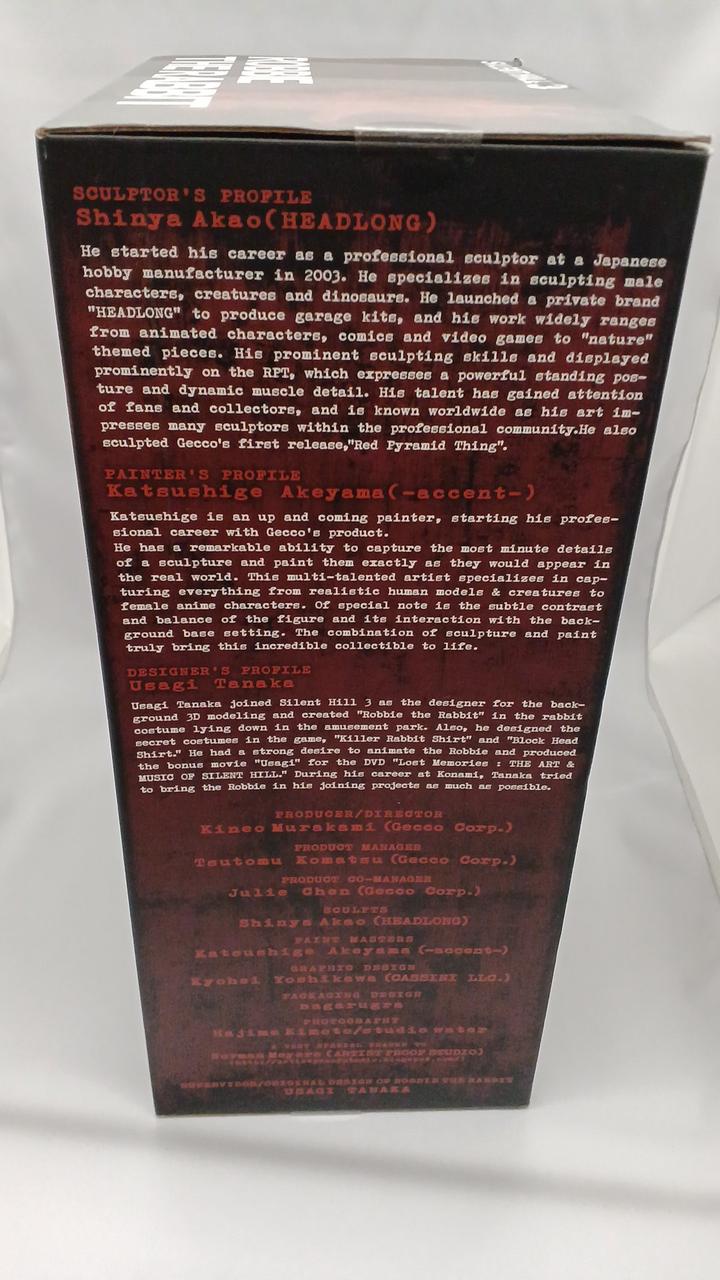 ROBBIE
THE RABBIT
SCULPTOR'S PROFILE
Shinya Akao(HEADLONG)
He started his career as a professional sculptor at a Japanese
hobby manufacturer in 2003. He specializes in sculpting male
characters, creatures and dinosaurs. He launched a private brand
"HEADLONG" to produce garage kits, and his work widely ranges
from animated characters, comics and video games to "nature"
themed pieces. His prominent sculpting skills and displayed
prominently on the RPT, which expresses a powerful standing pos-
ture and dynamic muscle detail. His talent has gained attention
of fans and collectors, and is known worldwide as his art im-
presses many sculptors within the professional community.He also
sculpted Gecco's first release,"Red Pyramid Thing".
PAINTER'S PROFILE
Katsushige Akeyama(-accent-)
Katsushige is an up and coming painter, starting his profes-
sional career with Gecco's product.
He has a remarkable ability to capture the most minute details
of a sculpture and paint them exactly as they would appear in
the real world. This multi-talented artist specializes in cap-
turing everything from realistic human models & creatures to
female anime characters. Of special note is the subtle contrast
and balance of the figure and its interaction with the back-
ground base setting. The combination of sculpture and paint
truly bring this incredible collectible to life.
DESIGNER'S PROFILE
Usagi Tanaka
Usagi Tanaka joined Silent Hill 3 as the designer for the back-
ground 3D modeling and created "Robbie the Rabbit" in the rabbit
costume lying down in the amusement park. Also, he designed the
secret costumes in the game, "Killer Rabbit Shirt" and "Block Head
Shirt." He had a strong desire to animate the Robbie and produced
the bonus movie "Usagi" for the DVD "Lost Memories : THE ART &
MUSIC OF SILENT HILL." During his career at Konami, Tanaka tried
to bring the Robbie in his joining projects as much as possible.
PRODUCER/DIRECTOR
Kineo Murakami (Gecco Corp.)
PRODUCT MANAGER
Tsutomu Komatsu (Gecco Corp.)
PRODUCT CO-MANAGER
Julie Chen (Gecco Corp.)
SCULPTS
Shinya Akao (HEADLONG)
PAINT MASTERS
Katsushige Akeyama (-accent-)
GRAPHIC DESIGN
Kyohei Yoshikawa (CASSINI LLC.)
PACKAGING DESIGN
nagarugra
PHOTOGRAPHY
Hajime Kimoto/studio water
A VERY SPECIAL THANKS TO
Norman Meyers (ARTIST PROOF STUDIO)
SUPERVISOR/ORIGINAL DESIGN OF ROBBIE THE RABBIT
USAGI TANAKA